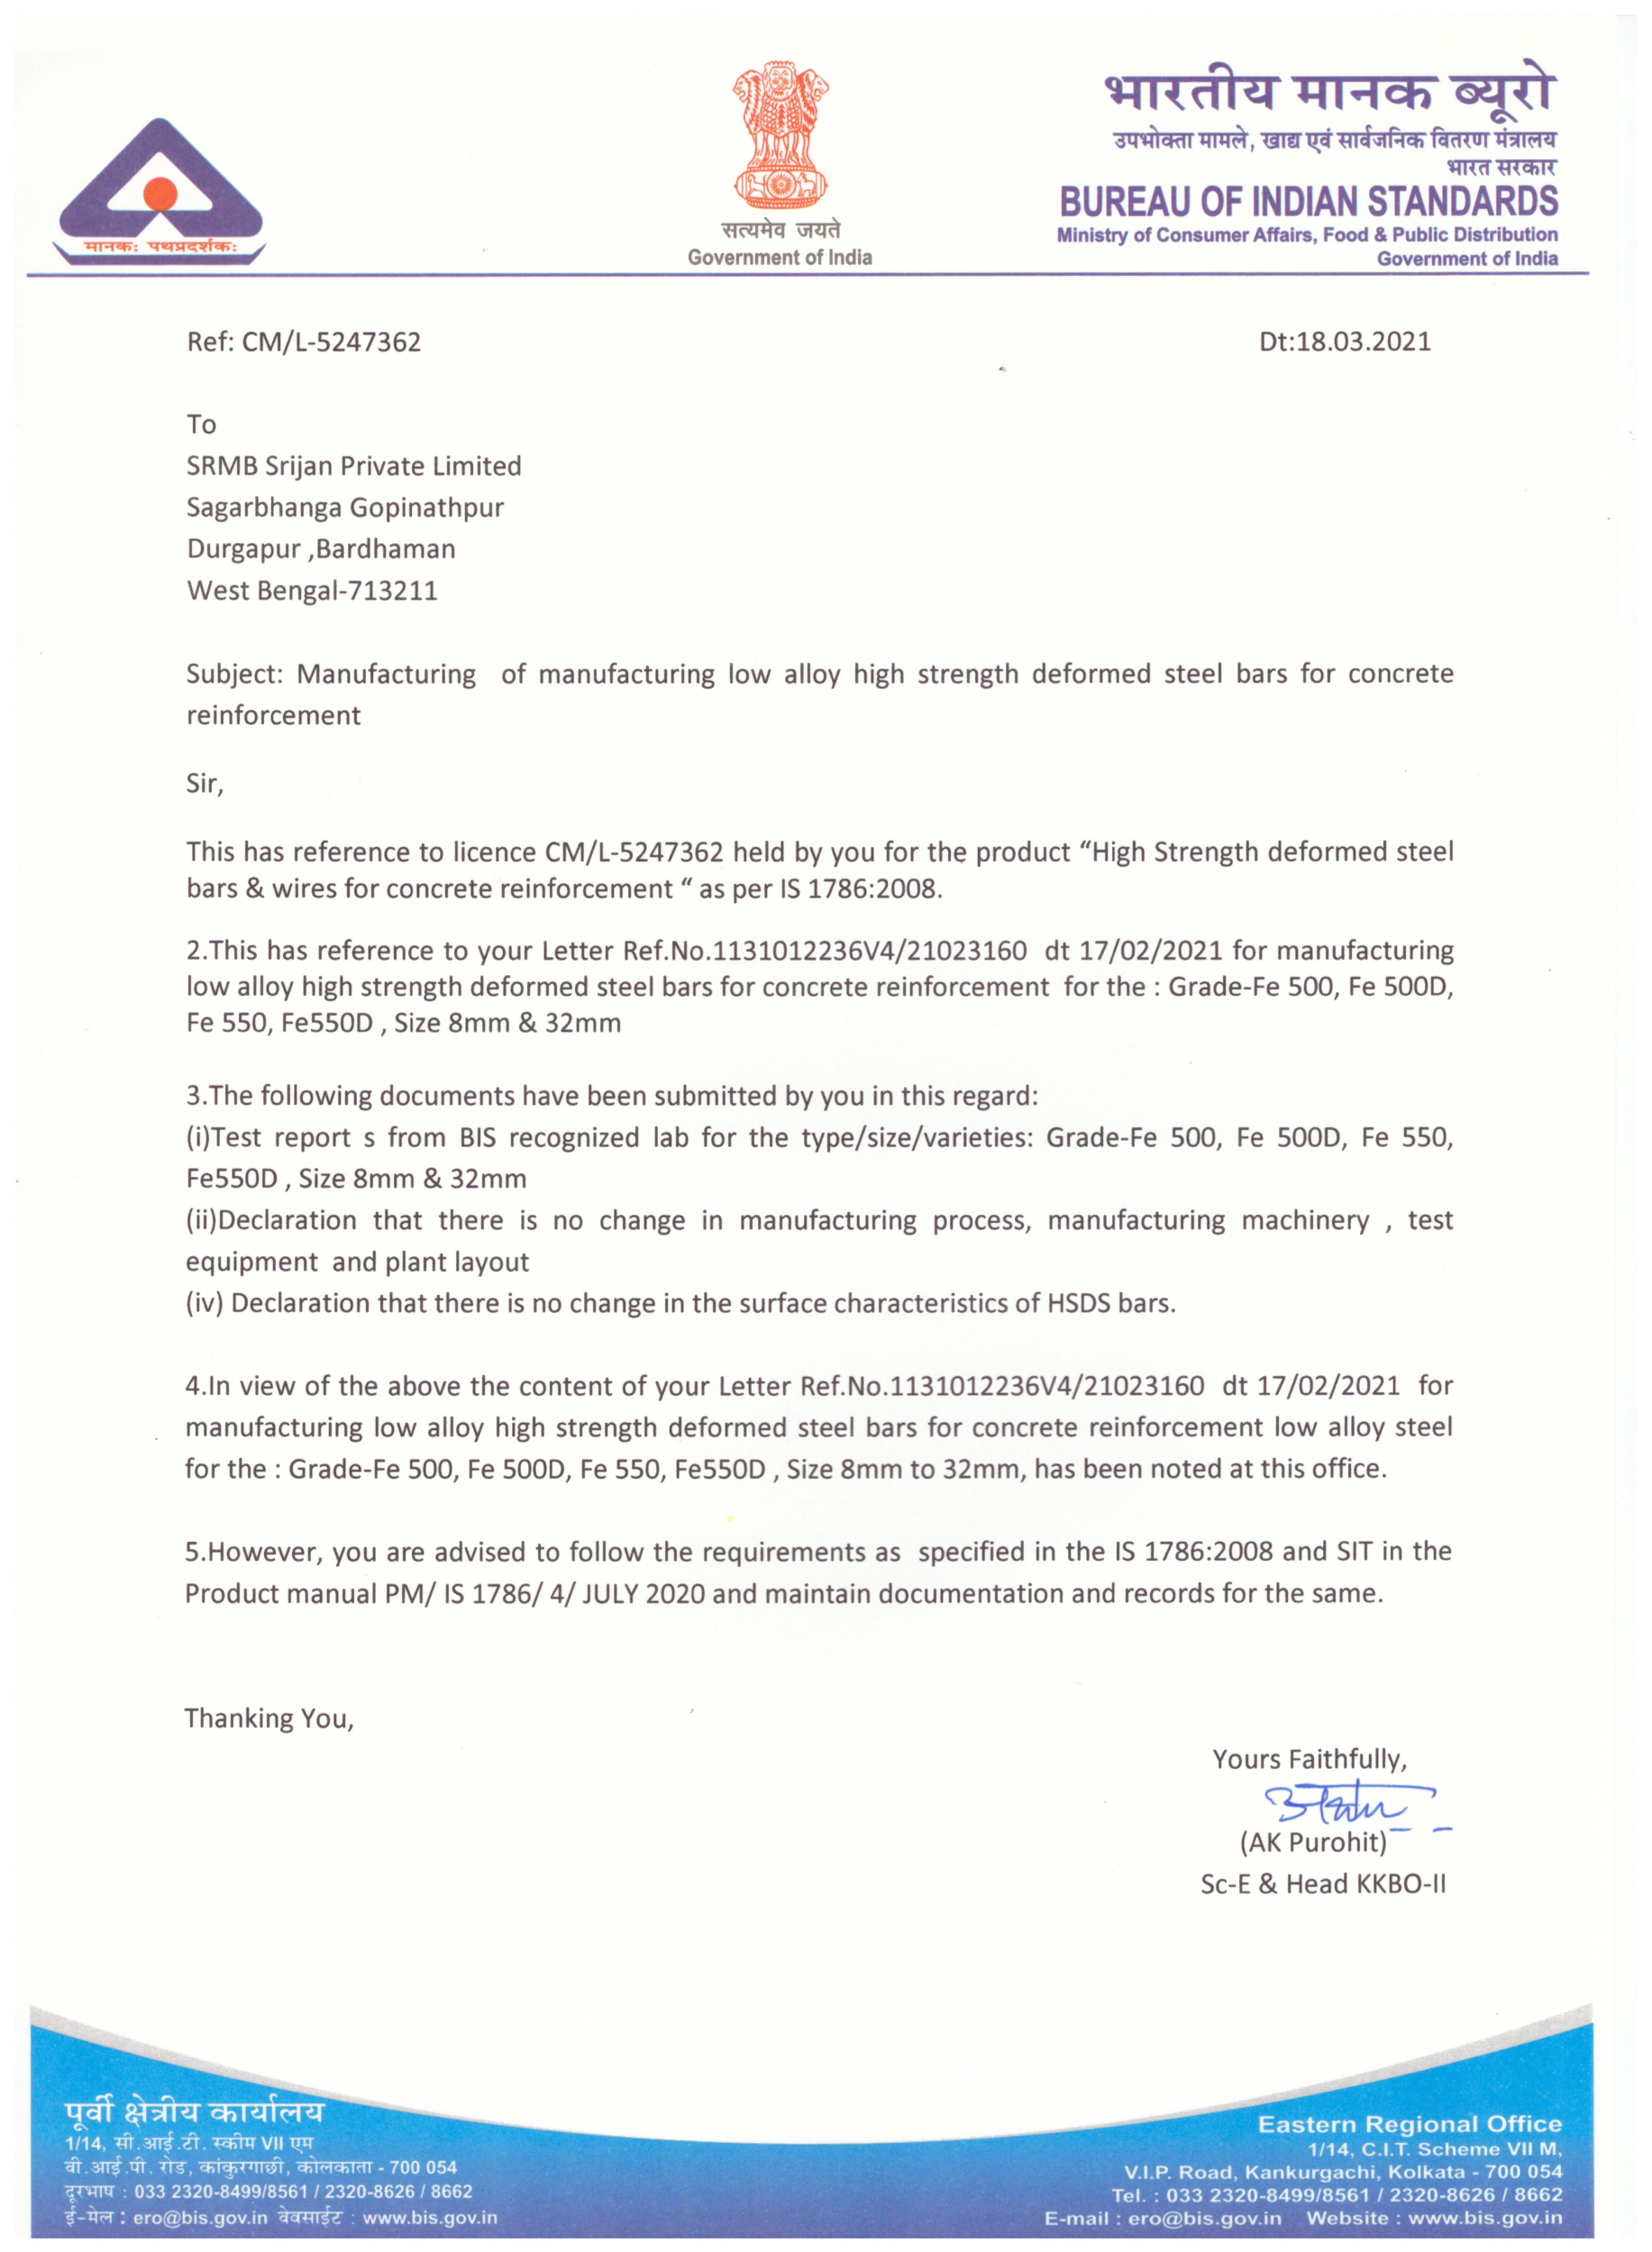 मानकः पथप्रदर्शकः
सत्यमेव जयते
Government of India
भारतीय मानक ब्यूरो
उपभोक्ता मामले, खाद्य एवं सार्वजनिक वितरण मंत्रालय
भारत सरकार
BUREAU OF INDIAN STANDARDS
Ministry of Consumer Affairs, Food & Public Distribution
Government of India
Ref: CM/L-5247362 Dt:18.03.2021
To
SRMB Srijan Private Limited
Sagarbhanga Gopinathpur
Durgapur ,Bardhaman
West Bengal-713211
Subject: Manufacturing of manufacturing low alloy high strength deformed steel bars for concrete
reinforcement
Sir,
This has reference to licence CM/L-5247362 held by you for the product “High Strength deformed steel
bars & wires for concrete reinforcement “ as per IS 1786:2008.
2.This has reference to your Letter Ref.No.1131012236V4/21023160 dt 17/02/2021 for manufacturing
low alloy high strength deformed steel bars for concrete reinforcement for the : Grade-Fe 500, Fe 500D,
Fe 550, Fe550D , Size 8mm & 32mm
3.The following documents have been submitted by you in this regard:
(i)Test report s from BIS recognized lab for the type/size/varieties: Grade-Fe 500, Fe 500D, Fe 550,
Fe550D , Size 8mm & 32mm
(ii)Declaration that there is no change in manufacturing process, manufacturing machinery , test
equipment and plant layout
(iv) Declaration that there is no change in the surface characteristics of HSDS bars.
4.In view of the above the content of your Letter Ref.No.1131012236V4/21023160 dt 17/02/2021 for
manufacturing low alloy high strength deformed steel bars for concrete reinforcement low alloy steel
for the : Grade-Fe 500, Fe 500D, Fe 550, Fe550D , Size 8mm to 32mm, has been noted at this office.
5.However, you are advised to follow the requirements as specified in the IS 1786:2008 and SIT in the
Product manual PM/ IS 1786/ 4/ JULY 2020 and maintain documentation and records for the same.
Thanking You,
Yours Faithfully,
(AK Purohit)
Sc-E & Head KKBO-II
पूर्वी क्षेत्रीय कार्यालय
1/14, सी.आई.टी. स्कीम VII एम
वी.आई.पी. रोड, कांकुरगाछी, कोलकाता - 700 054
दूरभाष : 033 2320-8499/8561 / 2320-8626 / 8662
ई-मेल : ero@bis.gov.in वेबसाईट : www.bis.gov.in
Eastern Regional Office
1/14, C.I.T. Scheme VII M,
V.I.P. Road, Kankurgachi, Kolkata - 700 054
Tel. : 033 2320-8499/8561 / 2320-8626 / 8662
E-mail : ero@bis.gov.in Website : www.bis.gov.in